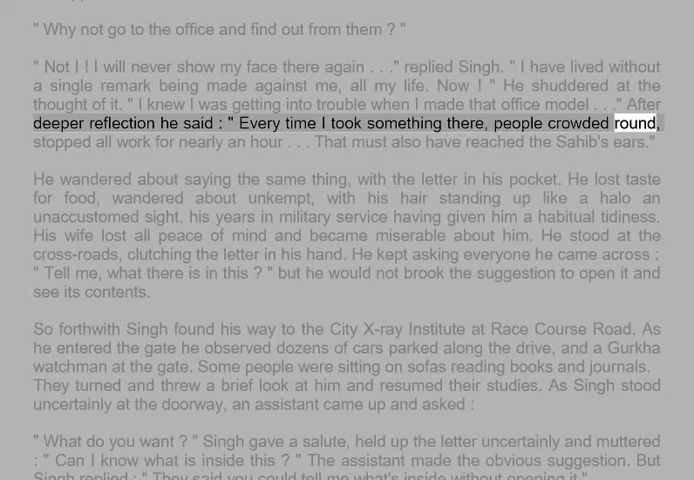 " Why not go to the office and find out from them ? "
" Not I ! I will never show my face there again . . ." replied Singh. " I have lived without
a single remark being made against me, all my life. Now ! " He shuddered at the
thought of it. " I knew I was getting into trouble when I made that office model . . ." After
deeper reflection he said : " Every time I took something there, people crowded round,
stopped all work for nearly an hour . . . That must also have reached the Sahib's ears."
He wandered about saying the same thing, with the letter in his pocket. He lost taste
for food, wandered about unkempt, with his hair standing up like a halo an
unaccustomed sight, his years in military service having given him a habitual tidiness.
His wife lost all peace of mind and became miserable about him. He stood at the
cross-roads, clutching the letter in his hand. He kept asking everyone he came across :
" Tell me, what there is in this ? " but he would not brook the suggestion to open it and
see its contents.
So forthwith Singh found his way to the City X-ray Institute at Race Course Road. As
he entered the gate he observed dozens of cars parked along the drive, and a Gurkha
watchman at the gate. Some people were sitting on sofas reading books and journals.
They turned and threw a brief look at him and resumed their studies. As Singh stood
uncertainly at the doorway, an assistant came up and asked :
" What do you want ? " Singh gave a salute, held up the letter uncertainly and muttered
: " Can I know what is inside this ? " The assistant made the obvious suggestion. But
Singh replied : " They said you could tell me what's inside without opening it "